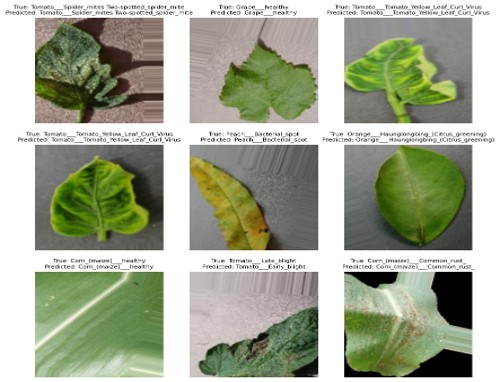 True: Tomato___Spider_mites Two-spotted_spider_mite
Predicted: Tomato___Spider_mites Two-spotted_spider_mite
True: Grape___healthy
Predicted: Grape___healthy
True: Tomato___Tomato_Yellow_Leaf_Curl_Virus
Predicted: Tomato___Tomato_Yellow_Leaf_Curl_Virus
True: Tomato___Tomato_Yellow_Leaf_Curl_Virus
Predicted: Tomato___Tomato_Yellow_Leaf_Curl_Virus
True: Peach___Bacterial_spot
Predicted: Peach___Bacterial_spot
True: Orange___Haunglongbing_(Citrus_greening)
Predicted: Orange___Haunglongbing_(Citrus_greening)
True: Corn_(maize)___healthy
Predicted: Corn_(maize)___healthy
True: Tomato___Late_blight
Predicted: Tomato___Early_blight
True: Corn_(maize)___Common_rust_
Predicted: Corn_(maize)___Common_rust_